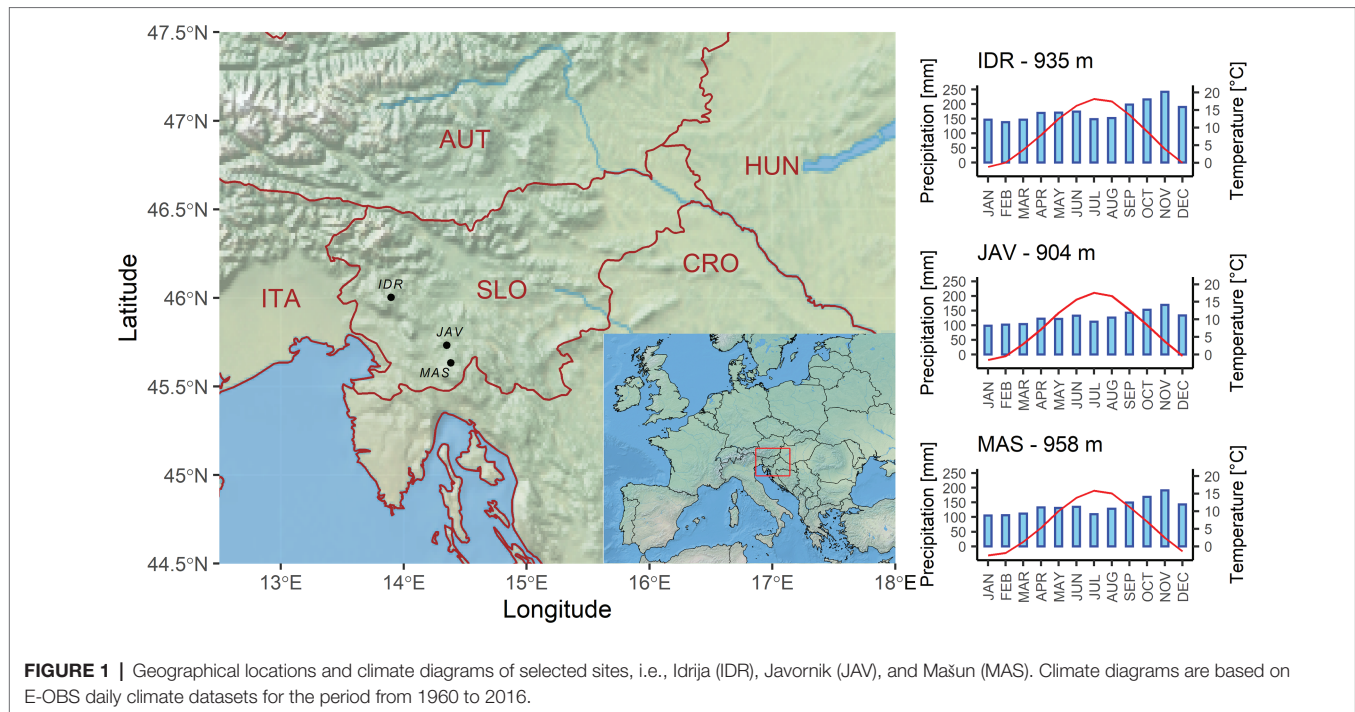 47.5°N
47°N
46.5°N
46°N
45.5°N
45°N
44.5°N
Latitude
13°E
14°E
15°E
16°E
17°E
18°E
Longitude
AUT
HUN
ITA
SLO
CRO
IDR
JAV
MAS
IDR - 935 m
Precipitation [mm]
250
200
150
100
50
0
Temperature [°C]
20
15
10
5
0
JAN
FEB
MAR
APR
MAY
JUN
JUL
AUG
SEP
OCT
NOV
DEC
JAV - 904 m
Precipitation [mm]
250
200
150
100
50
0
Temperature [°C]
20
15
10
5
0
JAN
FEB
MAR
APR
MAY
JUN
JUL
AUG
SEP
OCT
NOV
DEC
MAS - 958 m
Precipitation [mm]
250
200
150
100
50
0
Temperature [°C]
20
15
10
5
0
JAN
FEB
MAR
APR
MAY
JUN
JUL
AUG
SEP
OCT
NOV
DEC
FIGURE 1 | Geographical locations and climate diagrams of selected sites, i.e., Idrija (IDR), Javornik (JAV), and Mašun (MAS). Climate diagrams are based on
E-OBS daily climate datasets for the period from 1960 to 2016.